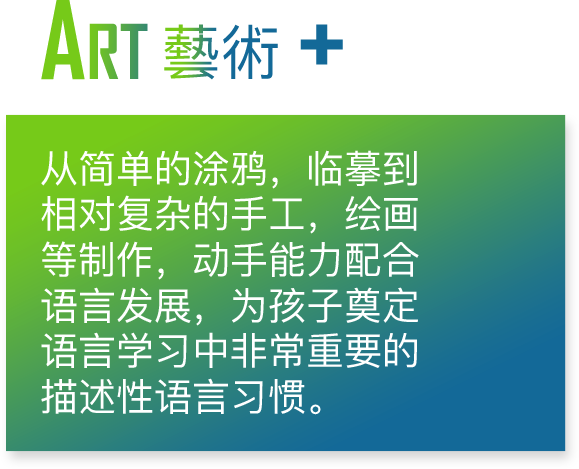 ART 藝術 +
从简单的涂鸦，临摹到
相对复杂的手工，绘画
等制作，动手能力配合
语言发展，为孩子奠定
语言学习中非常重要的
描述性语言习惯。